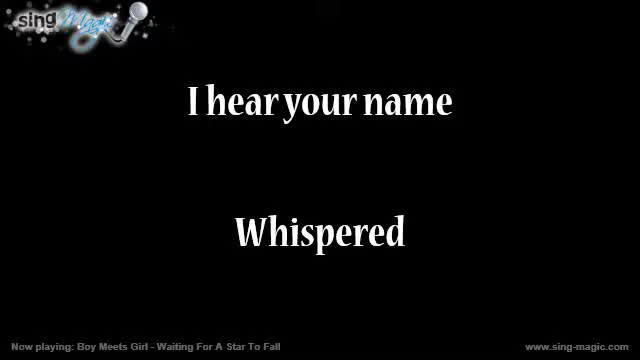 sing Magic
I hear your name
Whispered
Now playing: Boy Meets Girl - Waiting For A Star To Fall
www.sing-magic.com